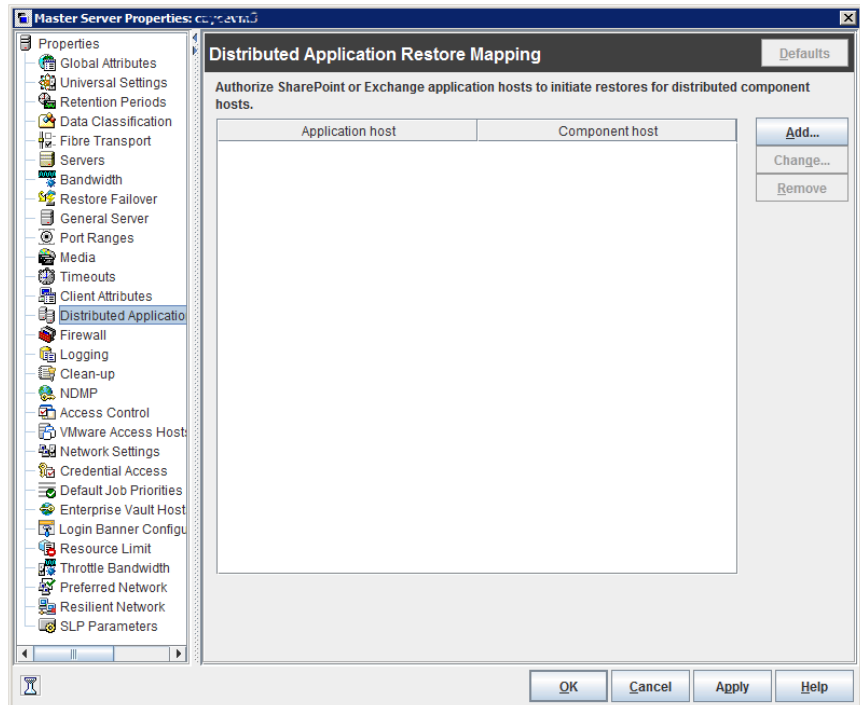 Master Server Properties:
Properties
Global Attributes
Universal Settings
Retention Periods
Data Classification
Fibre Transport
Servers
Bandwidth
Restore Failover
General Server
Port Ranges
Media
Timeouts
Client Attributes
Distributed Applicatio
Firewall
Logging
Clean-up
NDMP
Access Control
VMware Access Hosts
Network Settings
Credential Access
Default Job Priorities
Enterprise Vault Host
Login Banner Configu
Resource Limit
Throttle Bandwidth
Preferred Network
Resilient Network
SLP Parameters
Distributed Application Restore Mapping
Defaults
Authorize SharePoint or Exchange application hosts to initiate restores for distributed component
hosts.
Application host
Component host
Add...
Change...
Remove
OK
Cancel
Apply
Help